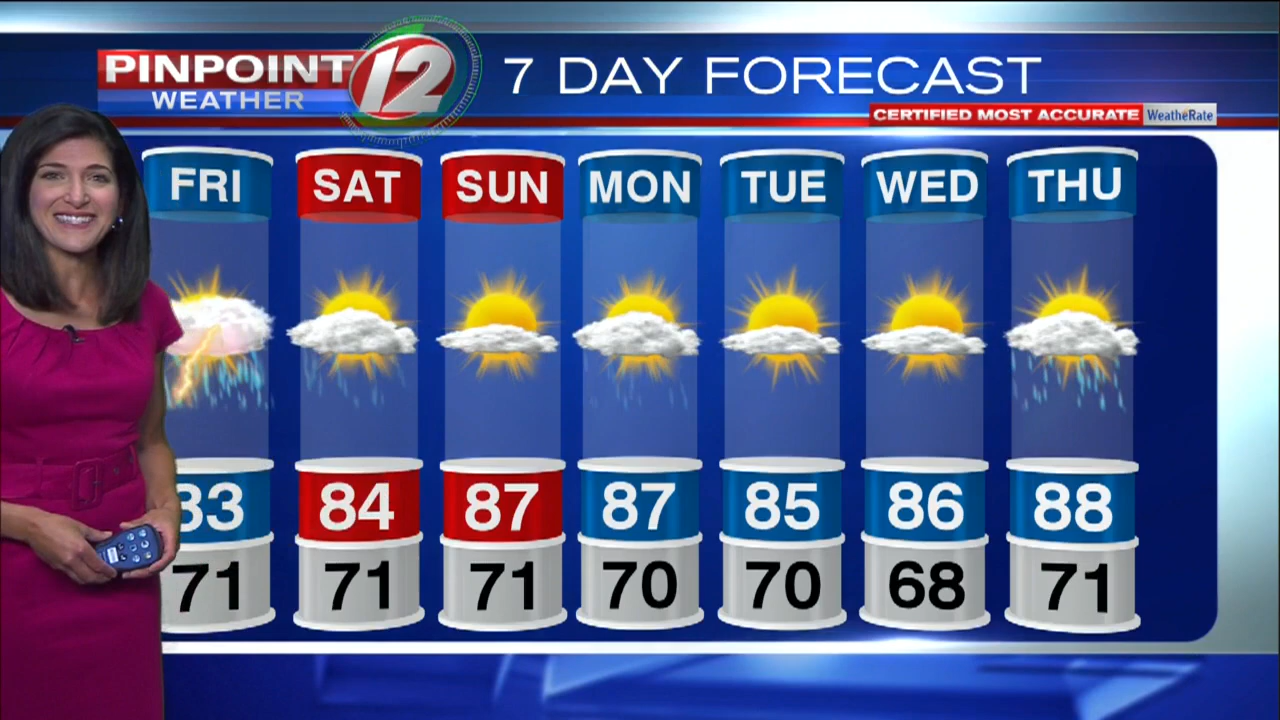 PINPOINT 12
WEATHER
7 DAY FORECAST
CERTIFIED MOST ACCURATE WeatheRate
FRI SAT SUN MON TUE WED THU
83 84 87 87 85 86 88
71 71 71 70 70 68 71